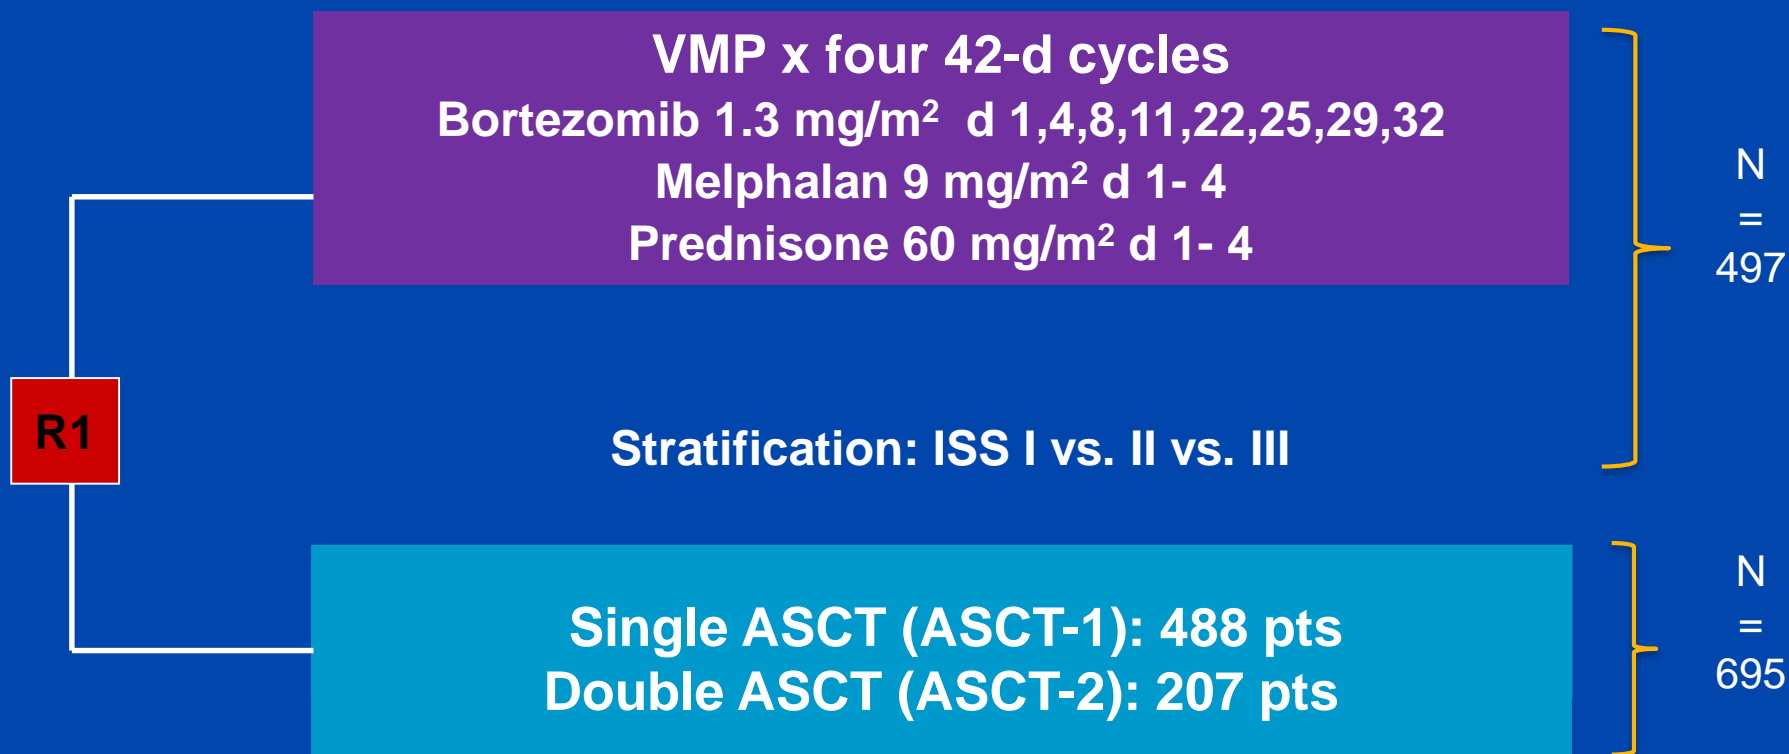 VMP x four 42-d cycles
Bortezomib 1.3 mg/m² d 1,4,8,11,22,25,29,32
Melphalan 9 mg/m² d 1- 4
Prednisone 60 mg/m² d 1- 4
N
=
497
R1
Stratification: ISS I vs. II vs. III
Single ASCT (ASCT-1): 488 pts
Double ASCT (ASCT-2): 207 pts
N
=
695